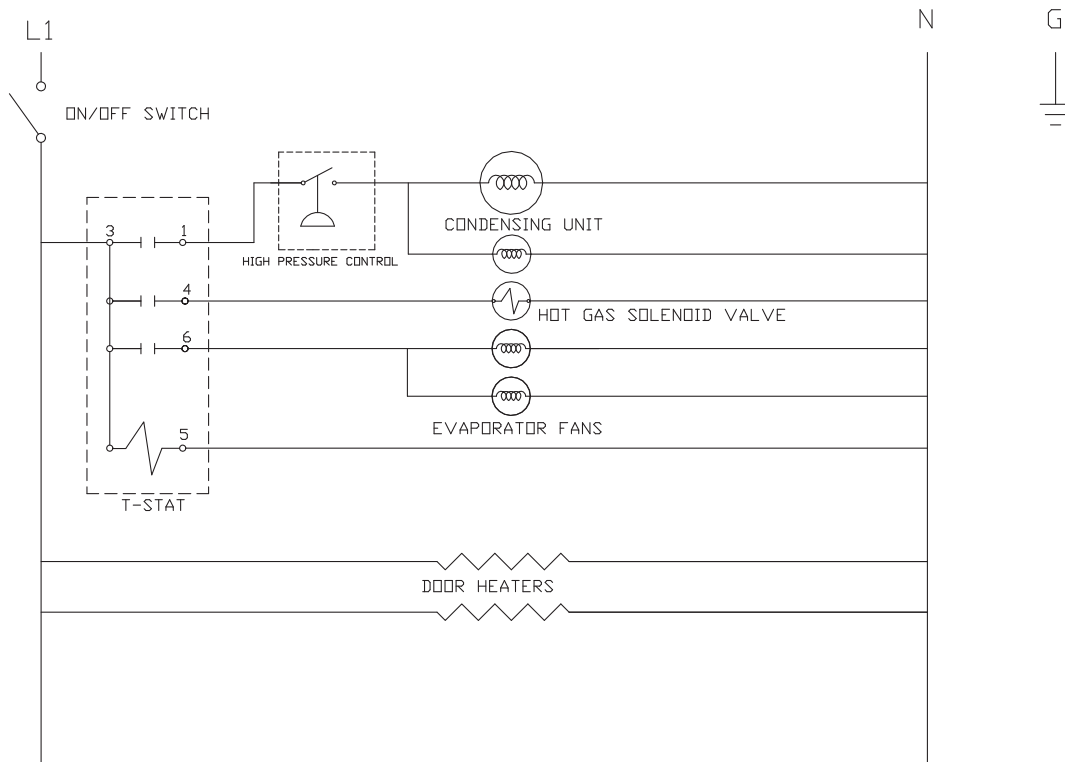 L1
N
G
ON/OFF SWITCH
CONDENSING UNIT
3
1
HIGH PRESSURE CONTROL
4
HOT GAS SOLENOID VALVE
6
EVAPORATOR FANS
5
T-STAT
DOOR HEATERS